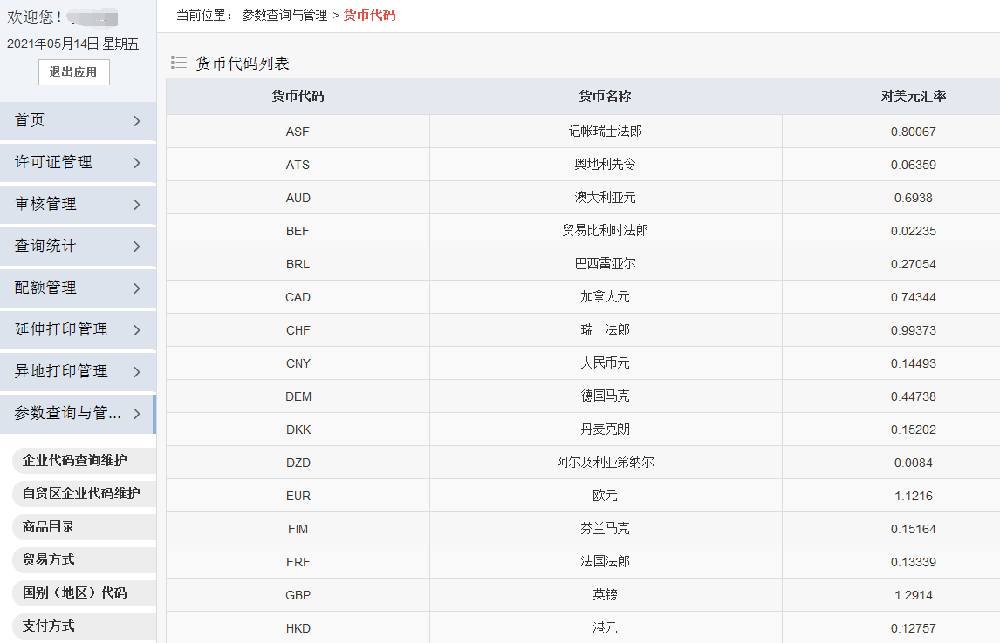 欢迎您！
2021年05月14日 星期五
退出应用
首页
许可证管理
审核管理
查询统计
配额管理
延伸打印管理
异地打印管理
参数查询与管...
企业代码查询维护
自贸区企业代码维护
商品目录
贸易方式
国别（地区）代码
支付方式
当前位置： 参数查询与管理 > 货币代码
货币代码列表
货币代码 货币名称 对美元汇率
ASF 记帐瑞士法郎 0.80067
ATS 奥地利先令 0.06359
AUD 澳大利亚元 0.6938
BEF 贸易比利时法郎 0.02235
BRL 巴西雷亚尔 0.27054
CAD 加拿大元 0.74344
CHF 瑞士法郎 0.99373
CNY 人民币元 0.14493
DEM 德国马克 0.44738
DKK 丹麦克朗 0.15202
DZD 阿尔及利亚第纳尔 0.0084
EUR 欧元 1.1216
FIM 芬兰马克 0.15164
FRF 法国法郎 0.13339
GBP 英镑 1.2914
HKD 港元 0.12757